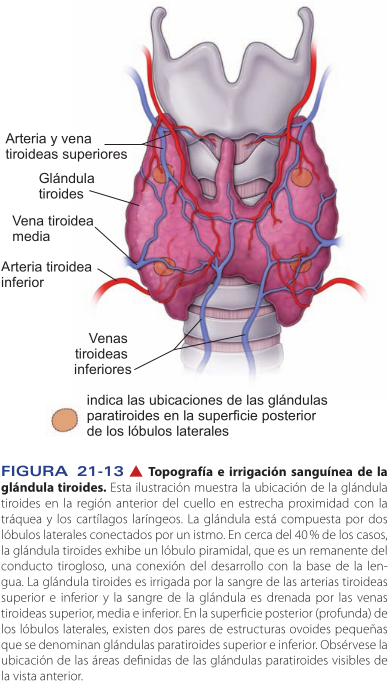 Arteria y vena
tiroideas superiores
Glándula
tiroides
Vena tiroidea
media
Arteria tiroidea
inferior
Venas
tiroideas
inferiores
indica las ubicaciones de las glándulas
paratiroides en la superficie posterior
de los lóbulos laterales
FIGURA 21-13 ▲ Topografía e irrigación sanguínea de la
glándula tiroides. Esta ilustración muestra la ubicación de la glándula
tiroides en la región anterior del cuello en estrecha proximidad con la
tráquea y los cartílagos laríngeos. La glándula está compuesta por dos
lóbulos laterales conectados por un istmo. En cerca del 40 % de los casos,
la glándula tiroides exhibe un lóbulo piramidal, que es un remanente del
conducto tirogloso, una conexión del desarrollo con la base de la len-
gua. La glándula tiroides es irrigada por la sangre de las arterias tiroideas
superior e inferior y la sangre de la glándula es drenada por las venas
tiroideas superior, media e inferior. En la superficie posterior (profunda) de
los lóbulos laterales, existen dos pares de estructuras ovoides pequeñas
que se denominan glándulas paratiroides superior e inferior. Obsérvese la
ubicación de las áreas definidas de las glándulas paratiroides visibles de
la vista anterior.